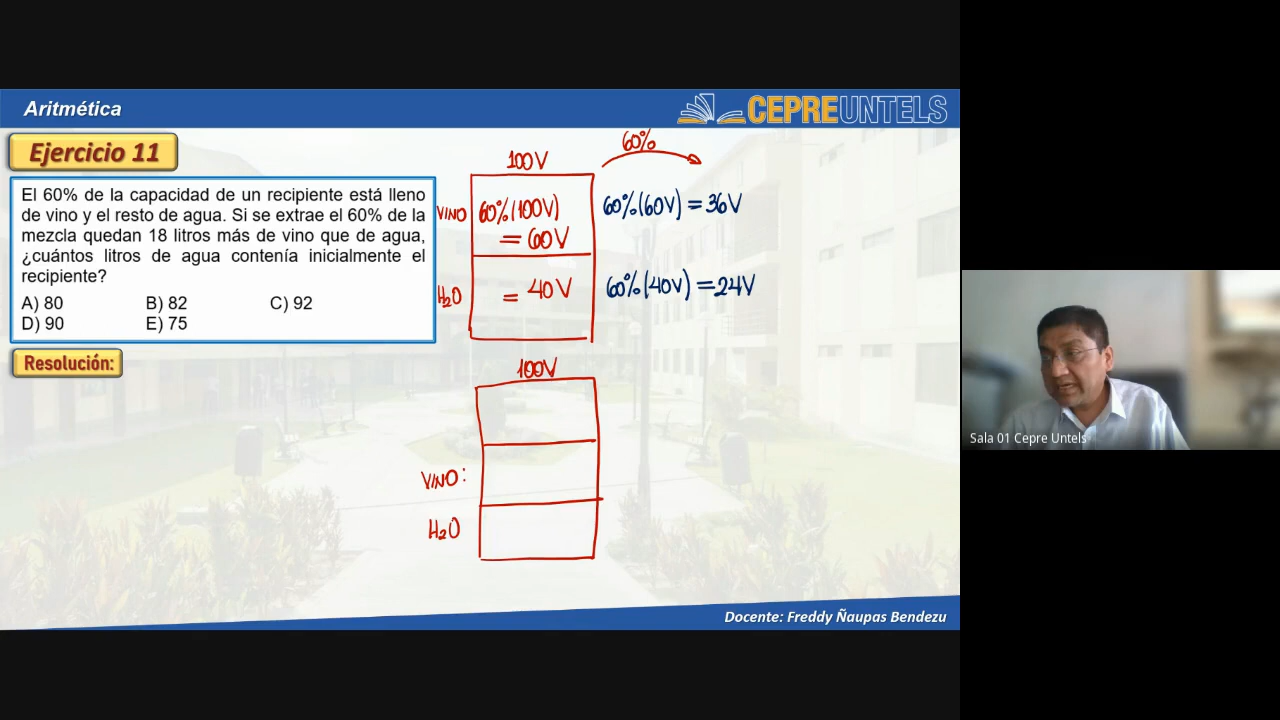 Aritmética
CEPREUNTELS
Ejercicio 11
El 60% de la capacidad de un recipiente está lleno
de vino y el resto de agua. Si se extrae el 60% de la
mezcla quedan 18 litros más de vino que de agua,
¿cuántos litros de agua contenía inicialmente el
recipiente?
A) 80 B) 82 C) 92
D) 90 E) 75
Resolución:
100V
60%
VINO 60%(100V) 60%(60V) = 36V
= 60V
H₂O = 40V 60%(40V) = 24V
100V
VINO:
H₂O
Sala 01 Cepre Untels
Docente: Freddy Ñaupas Bendezu